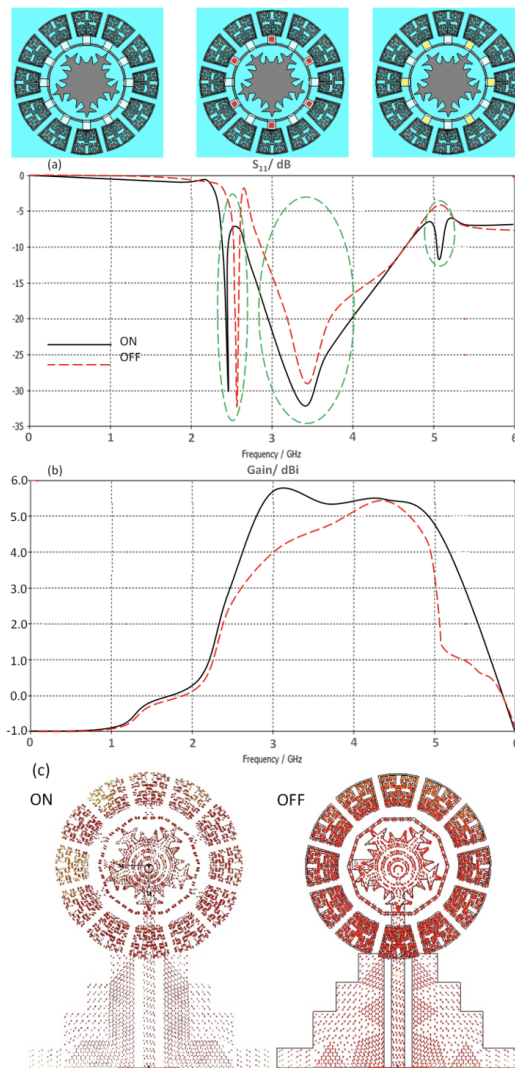 (a)
S11/ dB
0
-5
-10
-15
-20
-25
-30
-35
ON
OFF
0 1 2 3 4 5 6
Frequency / GHz
(b)
Gain/ dBi
6.0
5.0
4.0
3.0
2.0
1.0
0.0
-1.0
0 1 2 3 4 5 6
Frequency / GHz
(c)
ON OFF